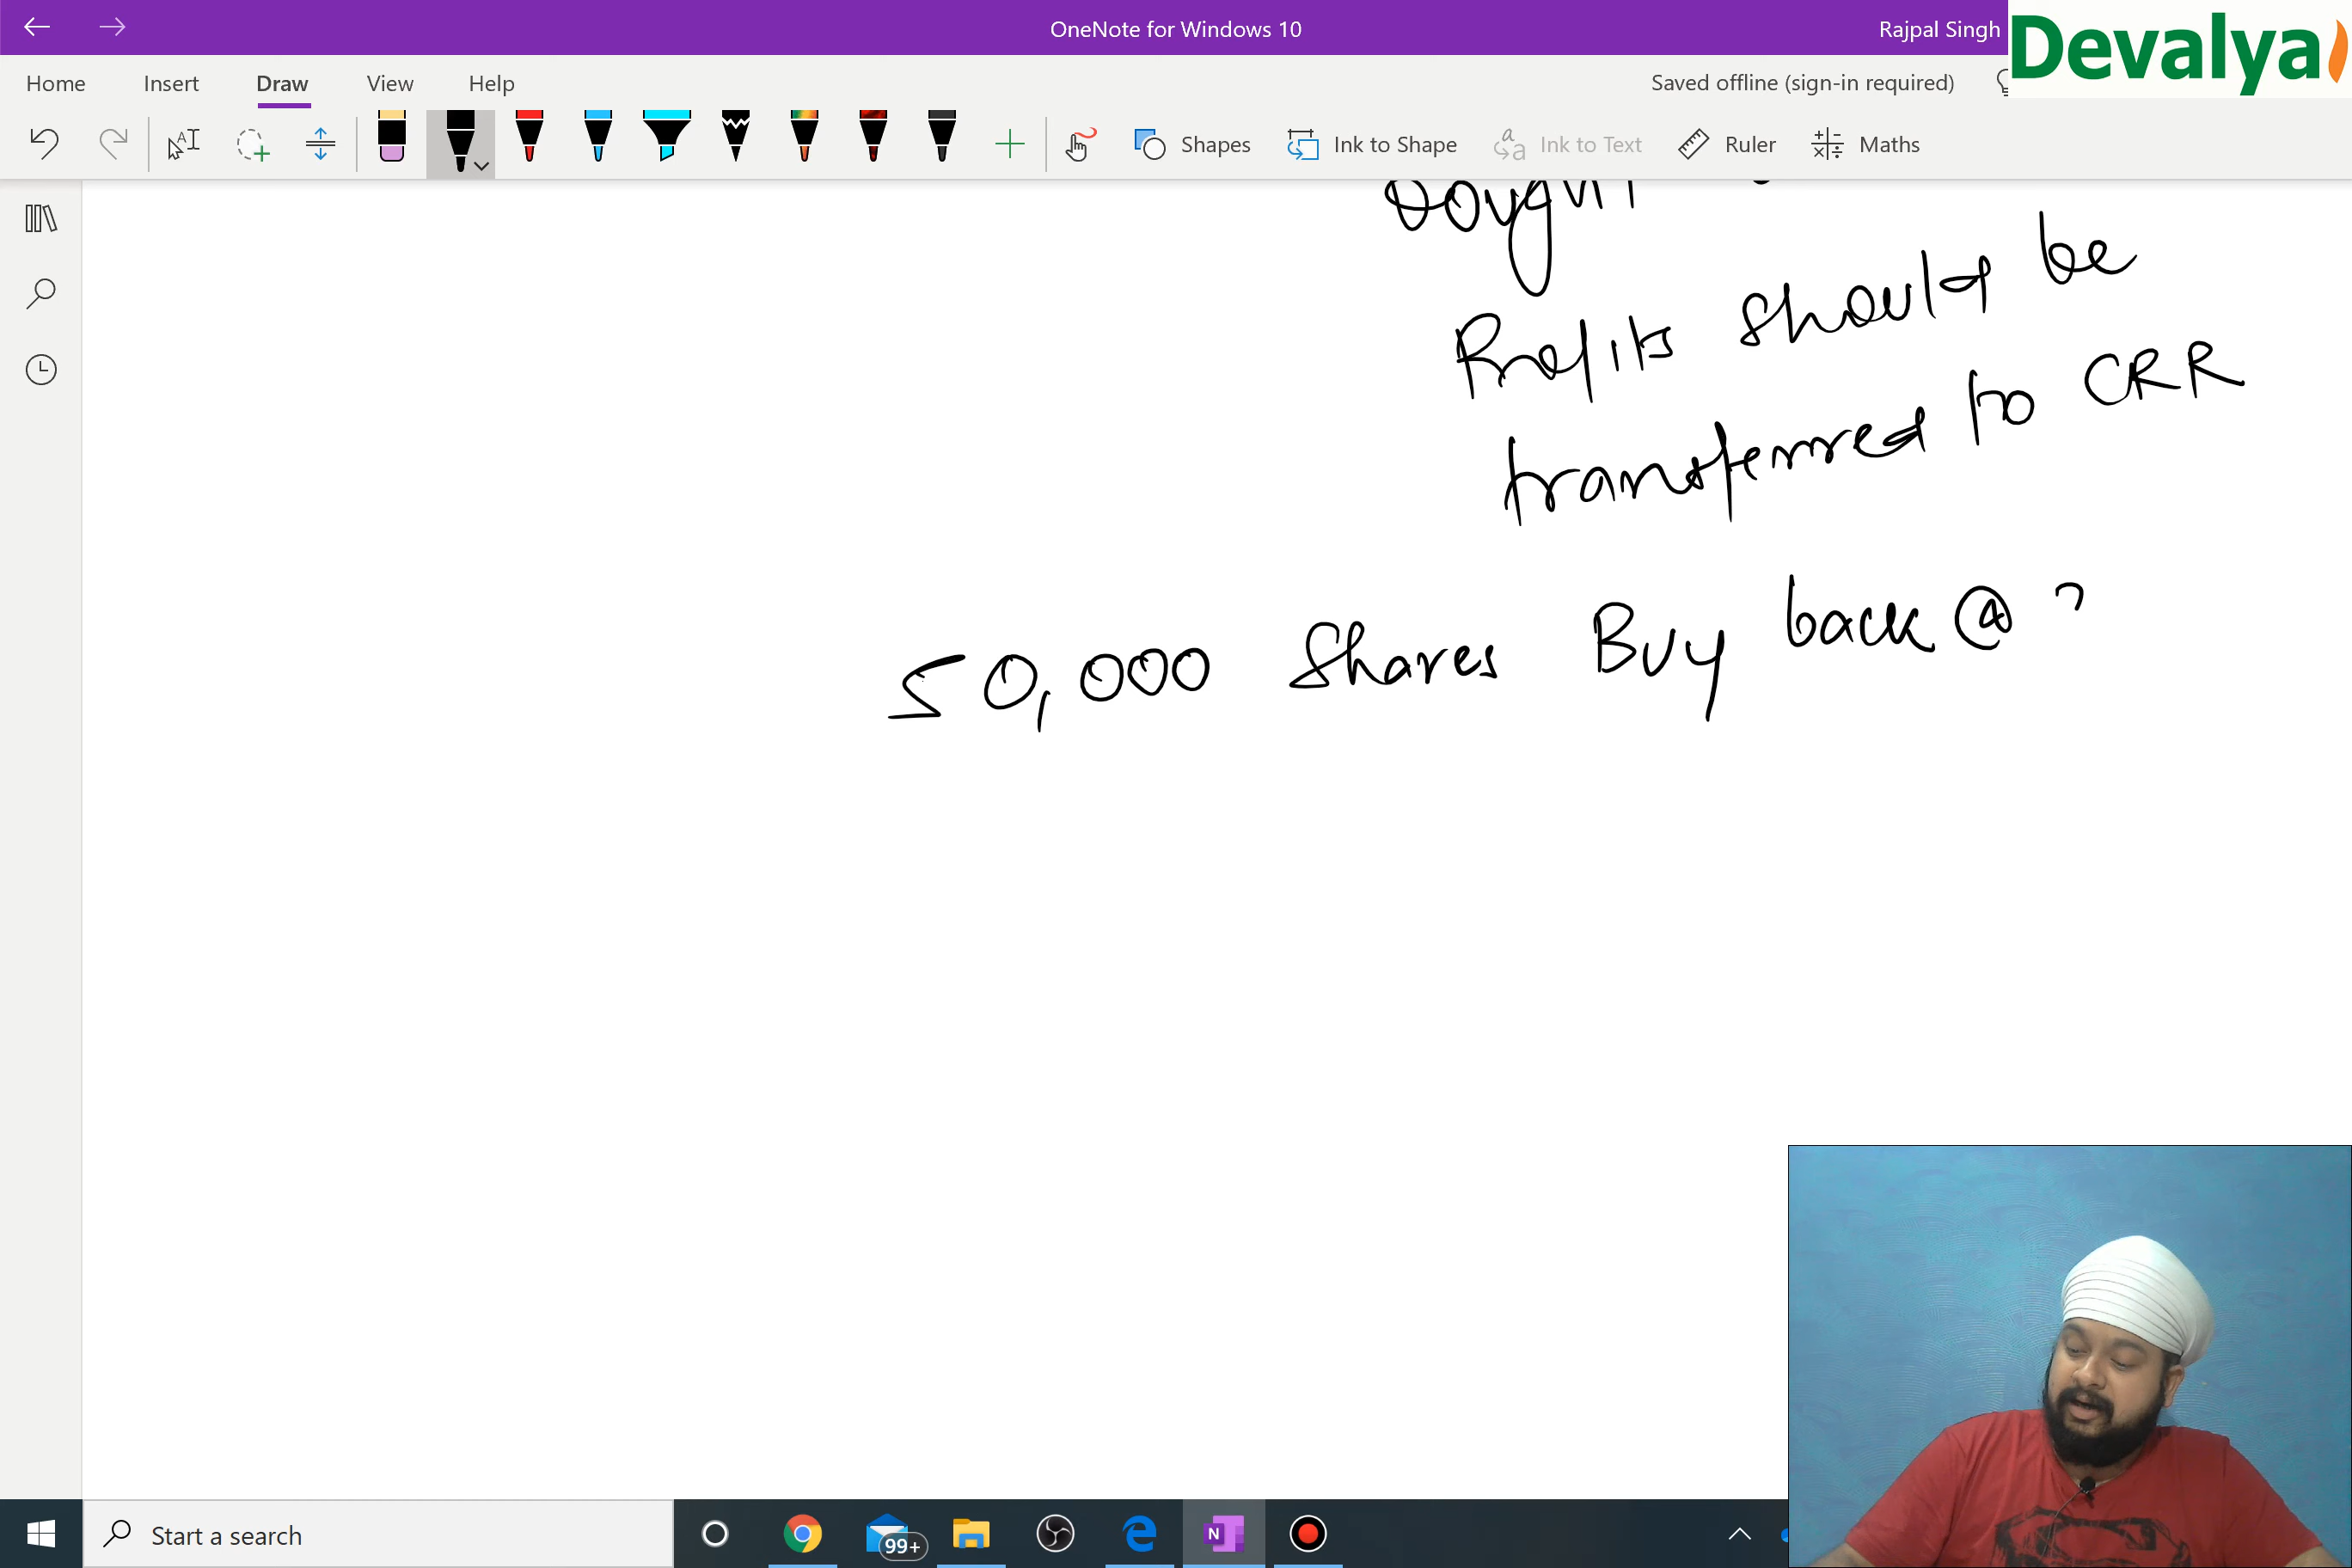 OneNote for Windows 10
Rajpal Singh
Devalya
Home Insert Draw View Help
Saved offline (sign-in required)
Shapes Ink to Shape Ink to Text Ruler Maths
Profits should be
transferred to CRR
50,000 Shares Buy back @
Start a search
99+
N